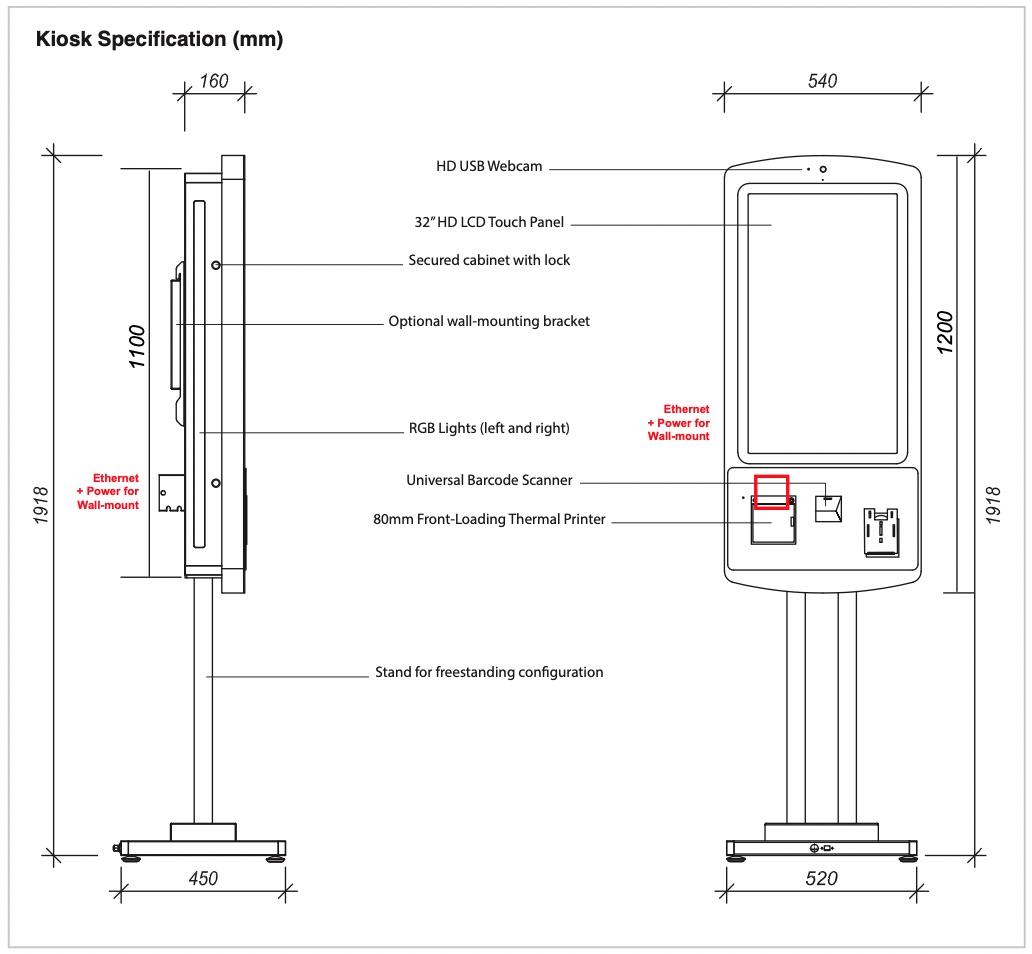 Kiosk Specification (mm)
160
540
HD USB Webcam
32” HD LCD Touch Panel
Secured cabinet with lock
Optional wall-mounting bracket
1100
1200
Ethernet
+ Power for
Wall-mount
RGB Lights (left and right)
Ethernet
+ Power for
Wall-mount
Universal Barcode Scanner
1918
1918
80mm Front-Loading Thermal Printer
Stand for freestanding configuration
450
520